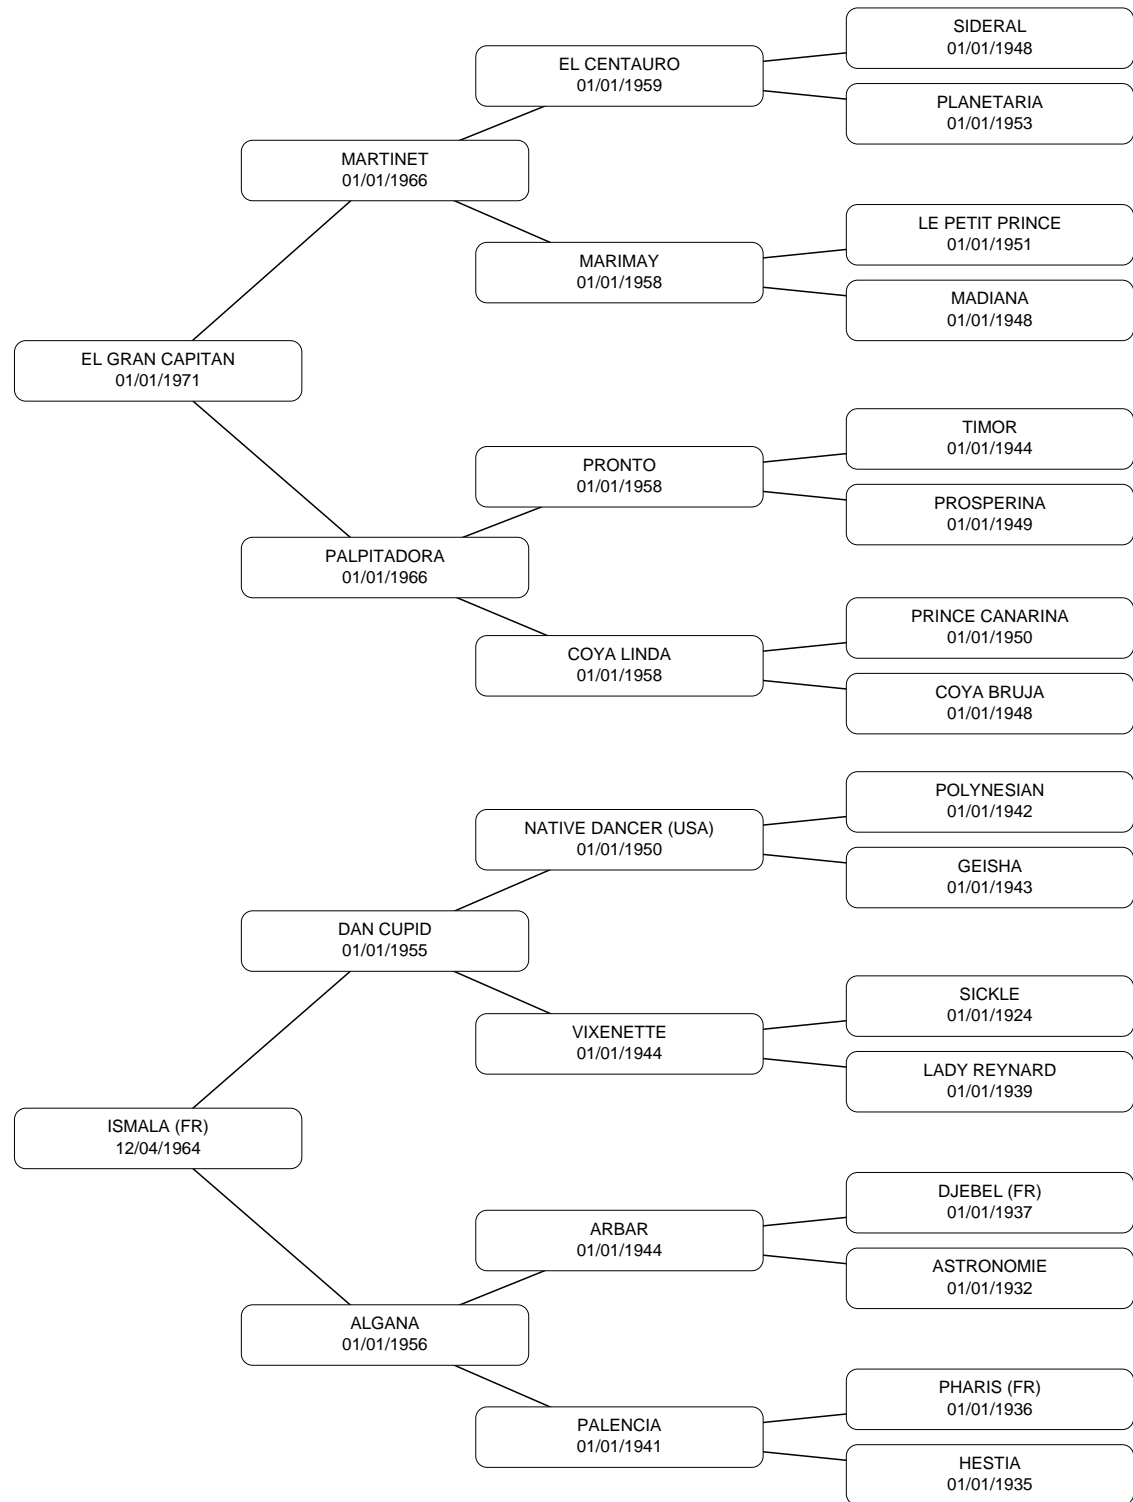 SIDERAL
01/01/1948
EL CENTAURO
01/01/1959
PLANETARIA
01/01/1953
MARTINET
01/01/1966
LE PETIT PRINCE
01/01/1951
MARIMAY
01/01/1958
MADIANA
01/01/1948
EL GRAN CAPITAN
01/01/1971
TIMOR
01/01/1944
PRONTO
01/01/1958
PROSPERINA
01/01/1949
PALPITADORA
01/01/1966
PRINCE CANARINA
01/01/1950
COYA LINDA
01/01/1958
COYA BRUJA
01/01/1948
POLYNESIAN
01/01/1942
NATIVE DANCER (USA)
01/01/1950
GEISHA
01/01/1943
DAN CUPID
01/01/1955
SICKLE
01/01/1924
VIXENETTE
01/01/1944
LADY REYNARD
01/01/1939
ISMALA (FR)
12/04/1964
DJEBEL (FR)
01/01/1937
ARBAR
01/01/1944
ASTRONOMIE
01/01/1932
ALGANA
01/01/1956
PHARIS (FR)
01/01/1936
PALENCIA
01/01/1941
HESTIA
01/01/1935